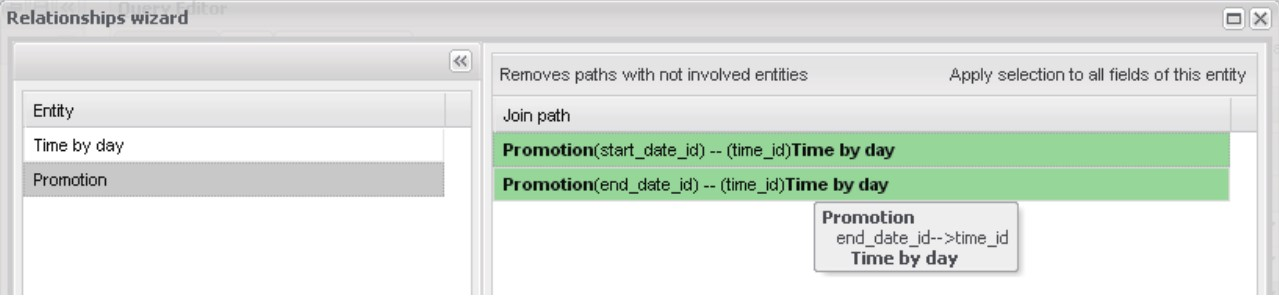 Query Editor
Relationships wizard
Removes paths with not involved entities
Apply selection to all fields of this entity
Entity
Join path
Time by day
Promotion(start_date_id) -- (time_id)Time by day
Promotion
Promotion(end_date_id) -- (time_id)Time by day
Promotion
end_date_id-->time_id
Time by day